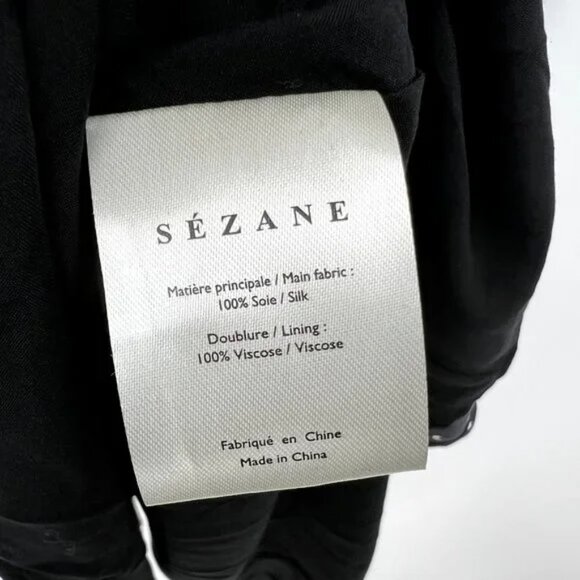 SÉZANE
Matière principale / Main fabric :
100% Soie / Silk
Doublure / Lining :
100% Viscose / Viscose
Fabriqué en Chine
Made in China